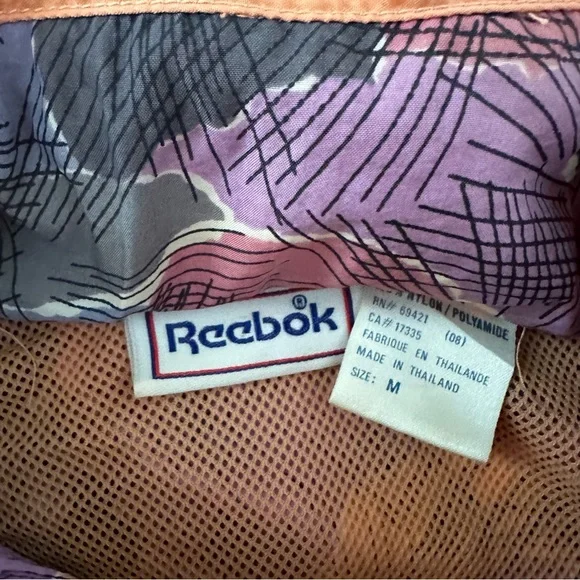 Reebok ®
NYLON / POLYAMIDE
RN# 69421 (08)
CA# 17335
FABRIQUE EN THAILANDE
MADE IN THAILAND
SIZE: M